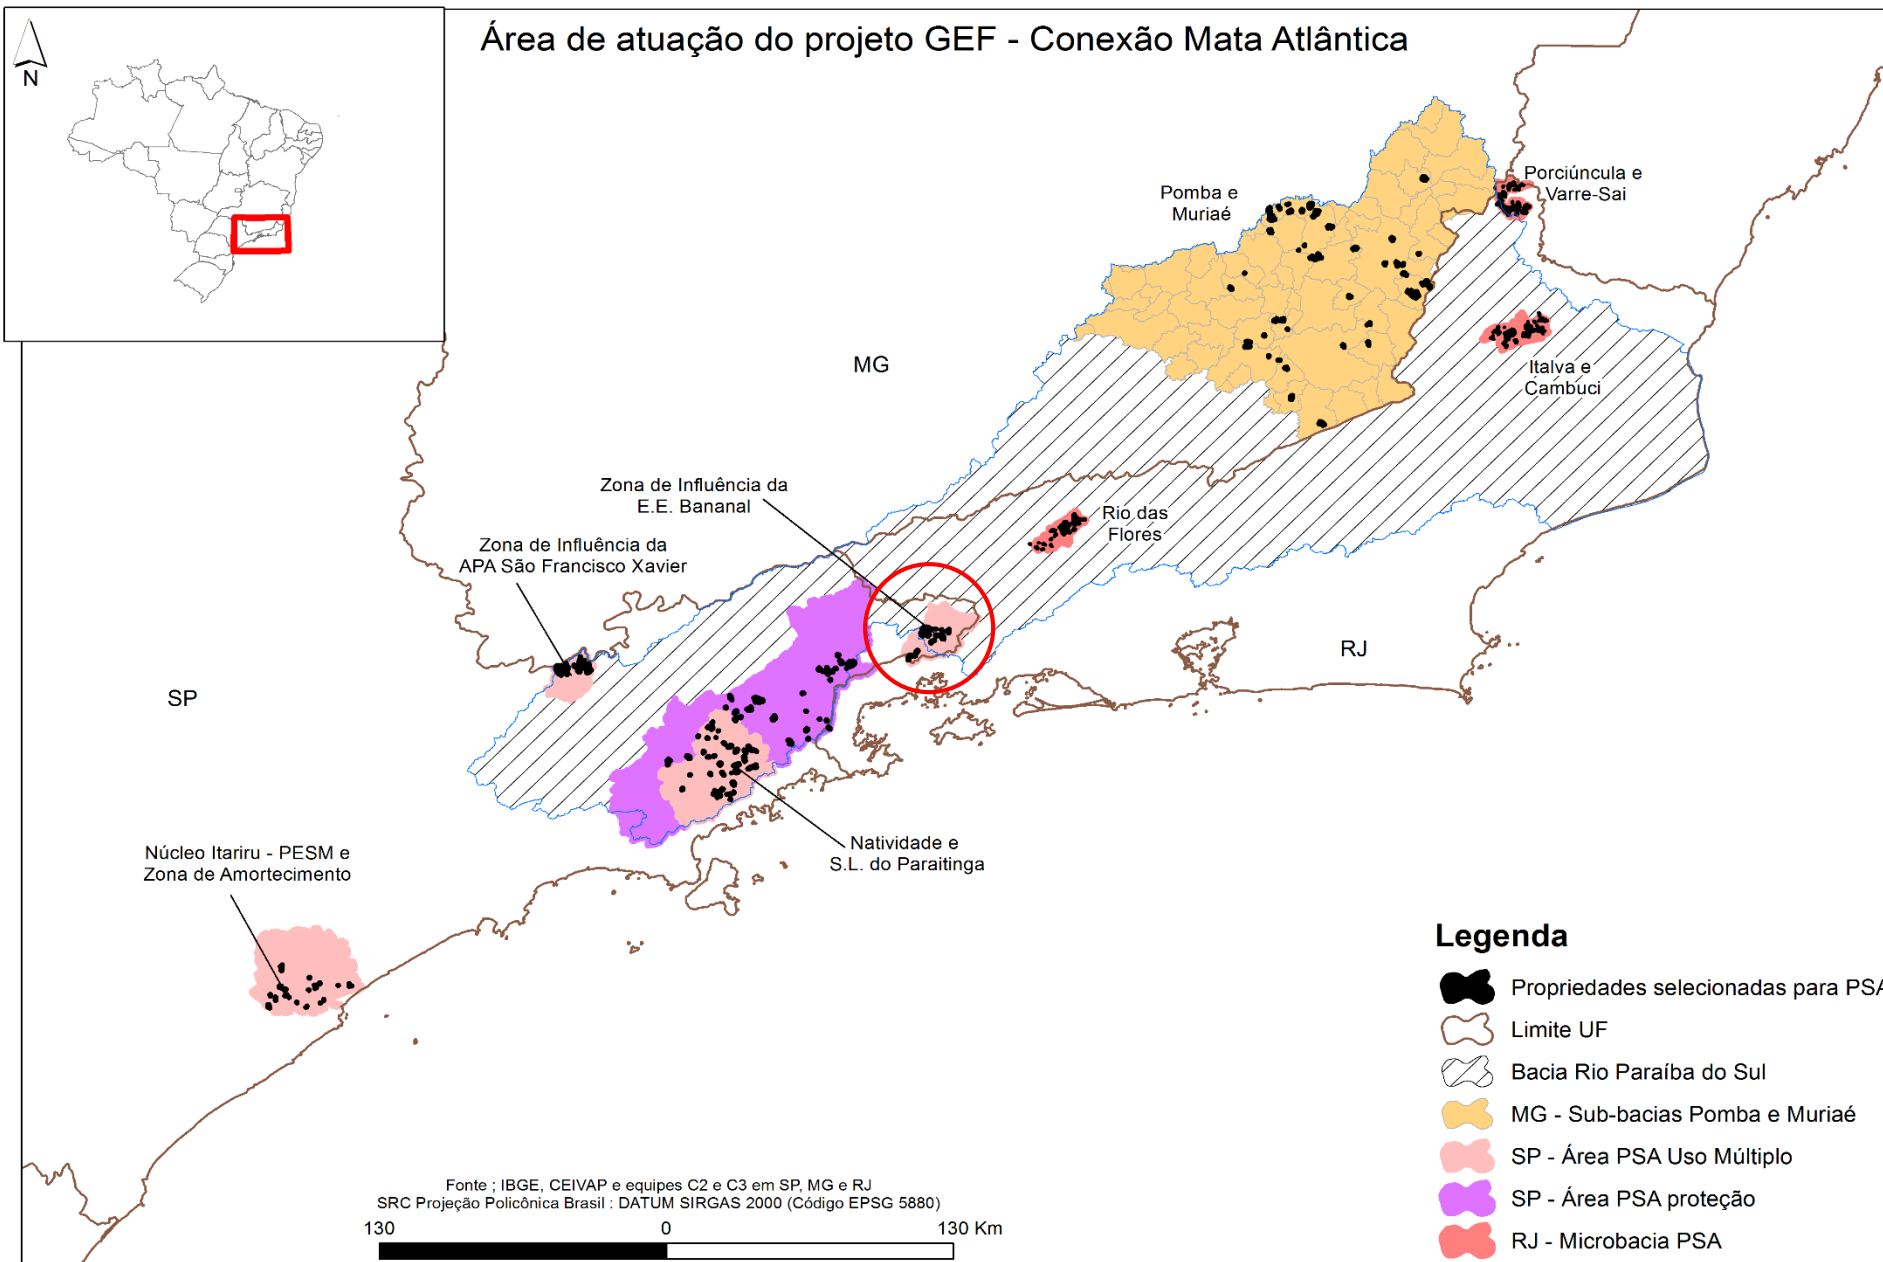 Área de atuação do projeto GEF - Conexão Mata Atlântica
N
Pomba e
Muriaé
Porciúncula e
Varre-Sai
MG
Italva e
Cambuci
Zona de Influência da
E.E. Bananal
Rio das
Flores
Zona de Influência da
APA São Francisco Xavier
RJ
SP
Natividade e
S.L. do Paraitinga
Núcleo Itariru - PESM e
Zona de Amortecimento
Legenda
Propriedades selecionadas para PSA
Limite UF
Bacia Rio Paraíba do Sul
MG - Sub-bacias Pomba e Muriaé
SP - Área PSA Uso Múltiplo
SP - Área PSA proteção
RJ - Microbacia PSA
Fonte ; IBGE, CEIVAP e equipes C2 e C3 em SP, MG e RJ
SRC Projeção Policônica Brasil : DATUM SIRGAS 2000 (Código EPSG 5880)
130 0 130 Km